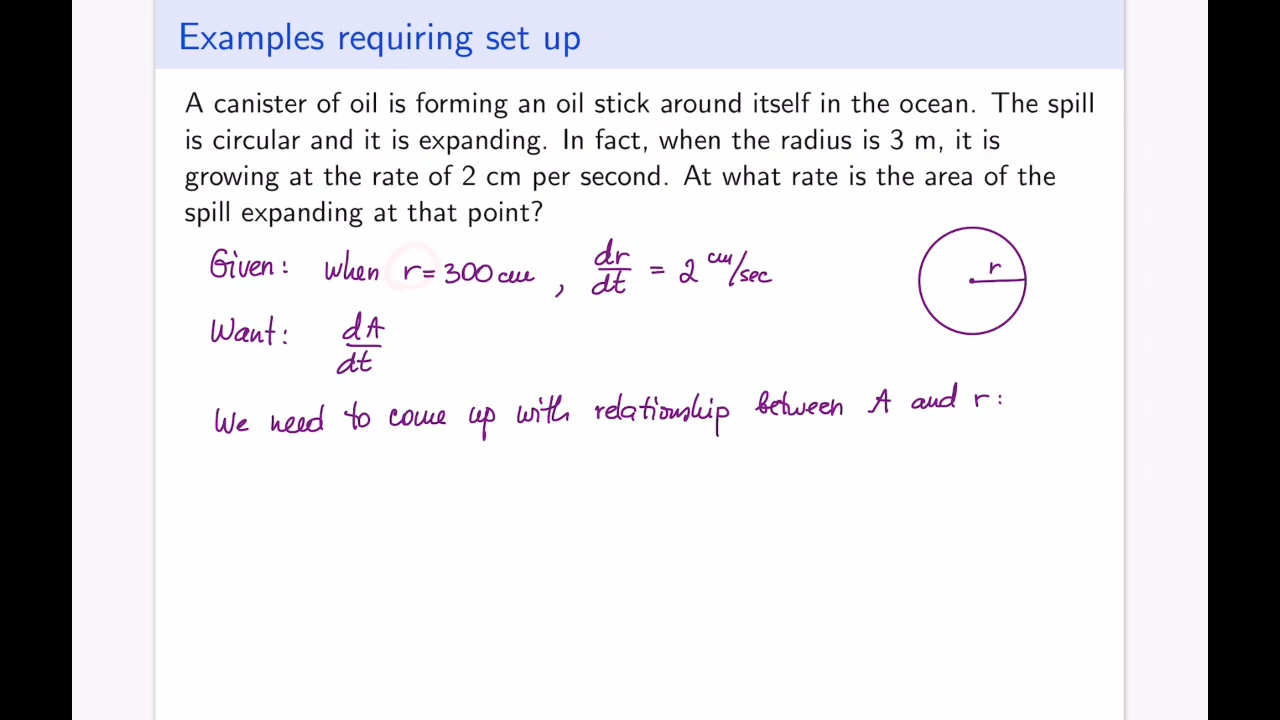 Examples requiring set up
A canister of oil is forming an oil stick around itself in the ocean. The spill
is circular and it is expanding. In fact, when the radius is 3 m, it is
growing at the rate of 2 cm per second. At what rate is the area of the
spill expanding at that point?
Given: when r = 300 cm, dr/dt = 2 cm/sec
r
Want: dA/dt
We need to come up with relationship between A and r: